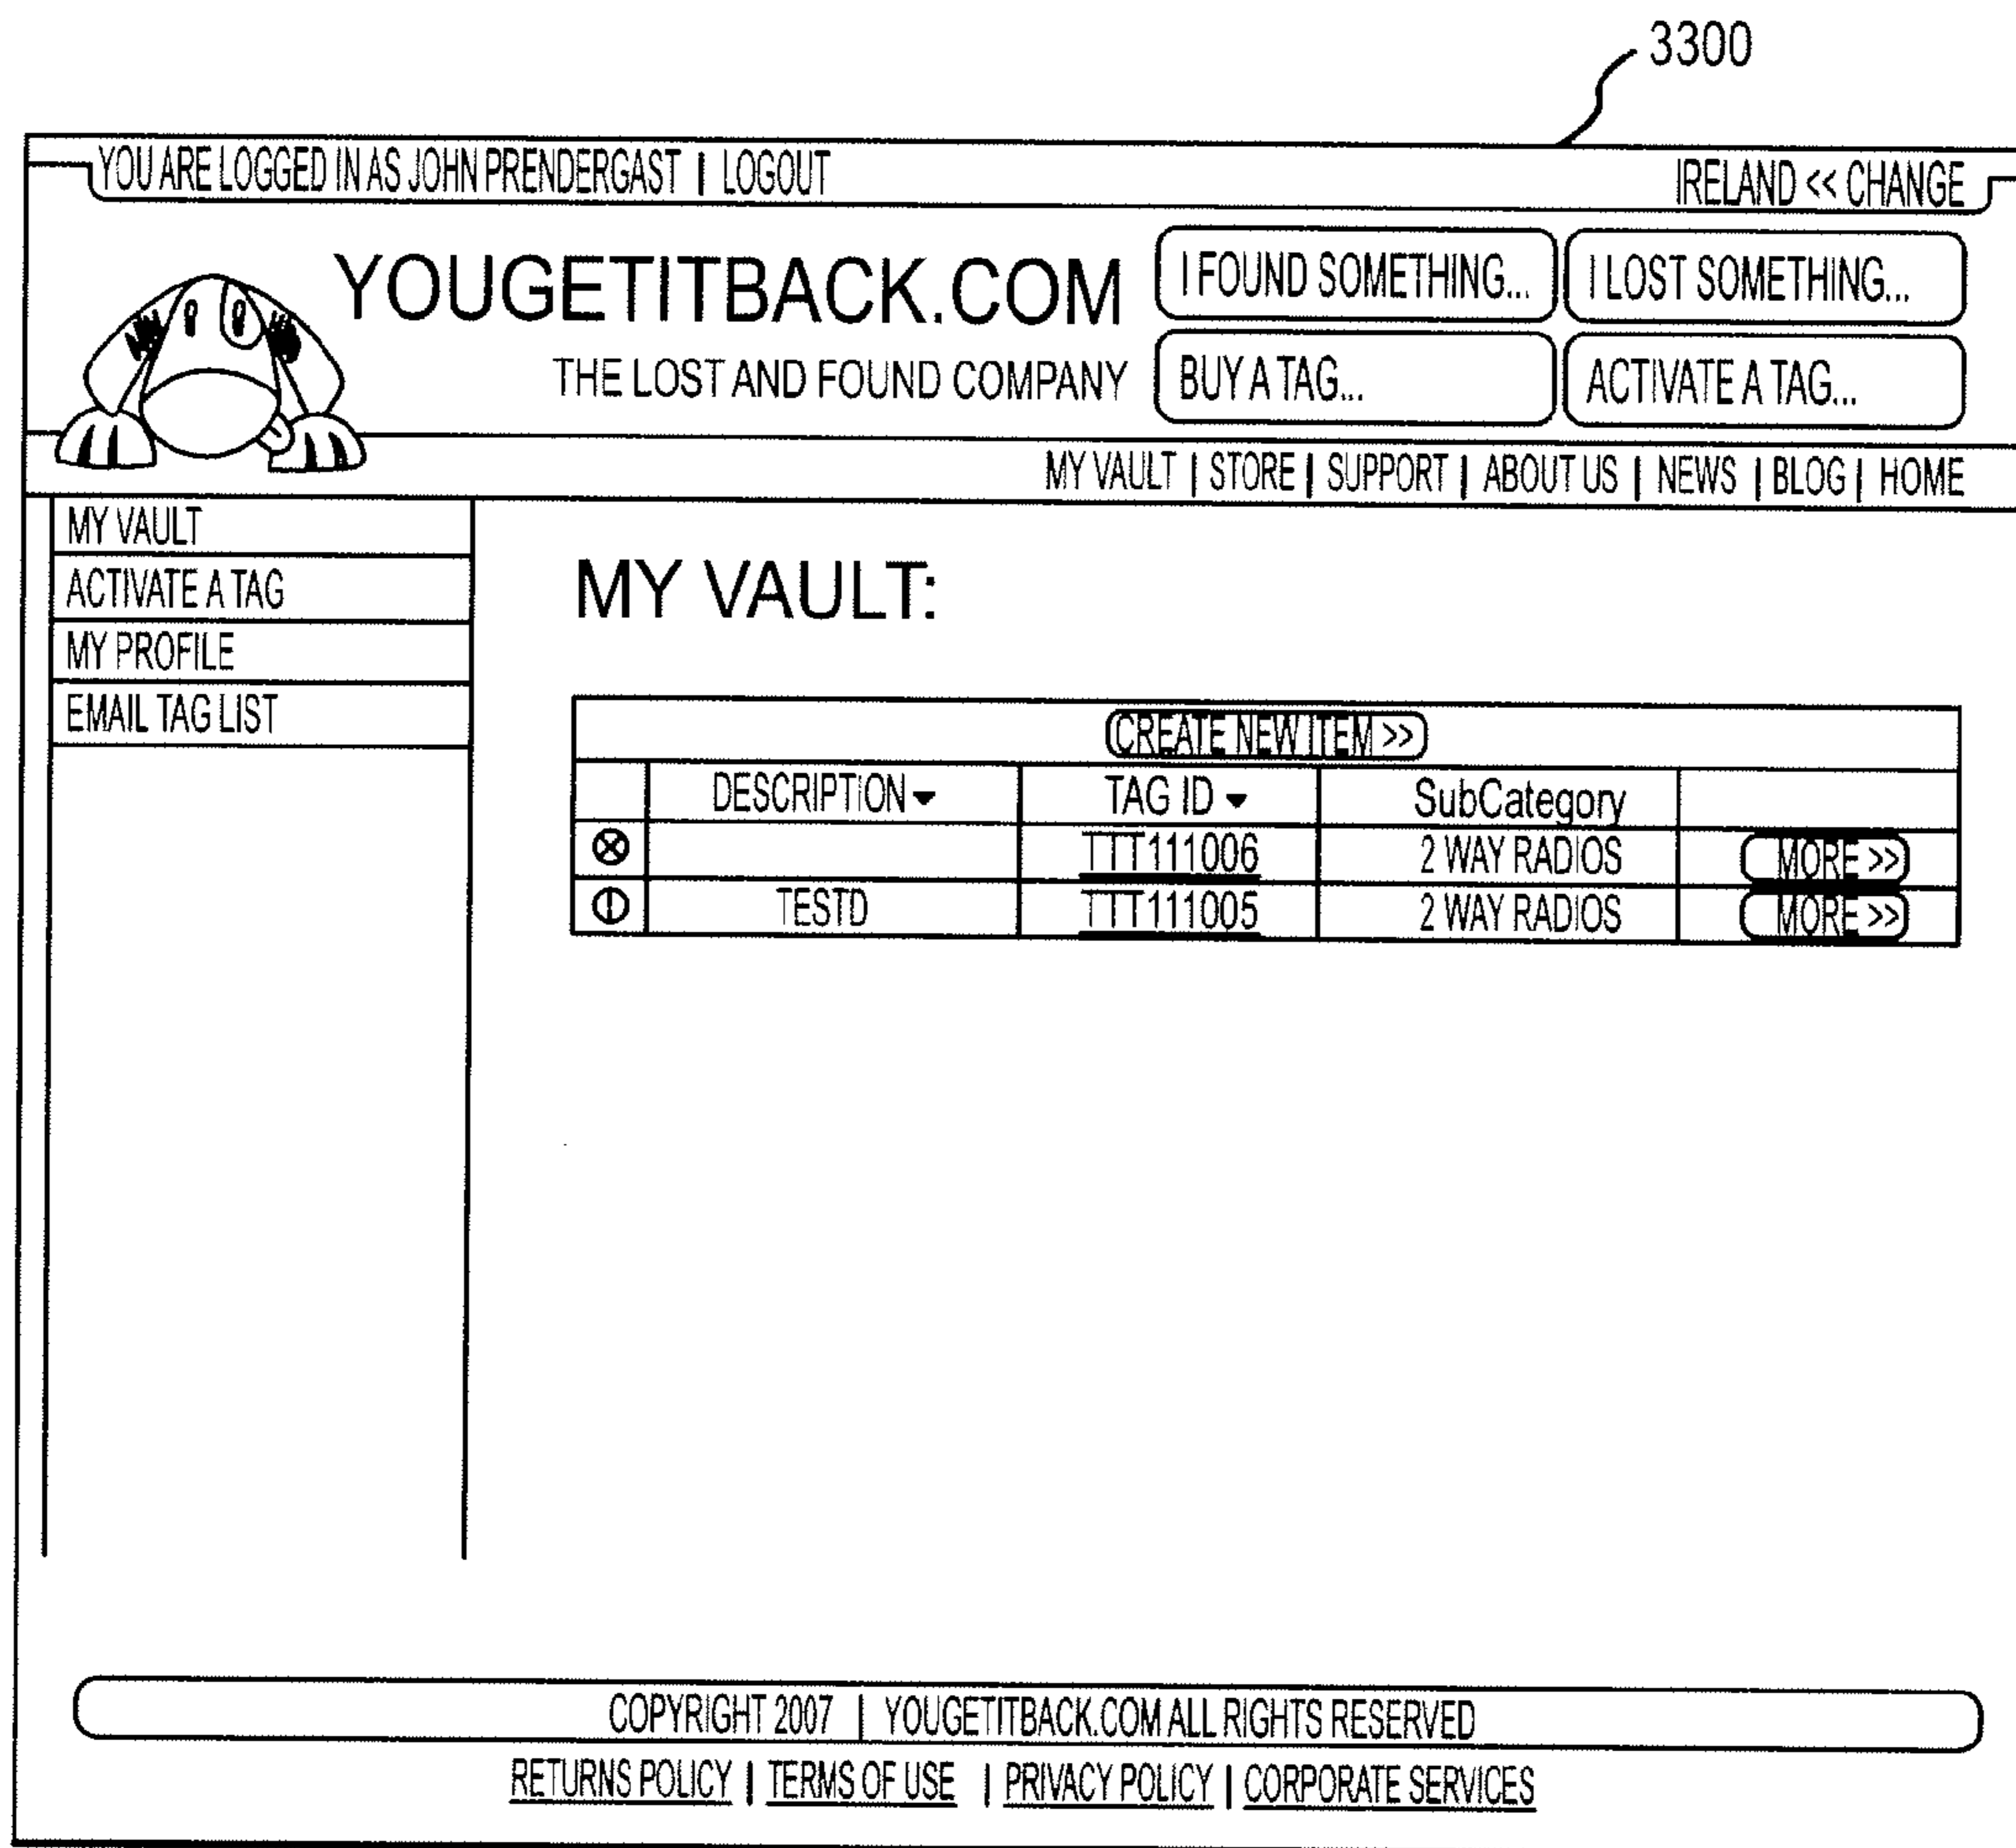 3300
YOU ARE LOGGED IN AS JOHN PRENDERGAST | LOGOUT
IRELAND << CHANGE
YOUGETITBACK.COM
THE LOST AND FOUND COMPANY
I FOUND SOMETHING...
I LOST SOMETHING...
BUY A TAG...
ACTIVATE A TAG...
MY VAULT | STORE | SUPPORT | ABOUT US | NEWS | BLOG | HOME
MY VAULT
ACTIVATE A TAG
MY PROFILE
EMAIL TAG LIST
MY VAULT:
CREATE NEW ITEM >>
DESCRIPTION TAG ID SubCategory
TTT111006 2 WAY RADIOS MORE >>
TESTD TTT111005 2 WAY RADIOS MORE >>
COPYRIGHT 2007 | YOUGETITBACK.COM ALL RIGHTS RESERVED
RETURNS POLICY | TERMS OF USE | PRIVACY POLICY | CORPORATE SERVICES